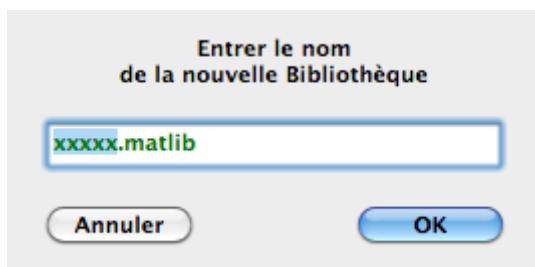 Entrer le nom
de la nouvelle Bibliothèque
xxxxx.matlib
Annuler
OK